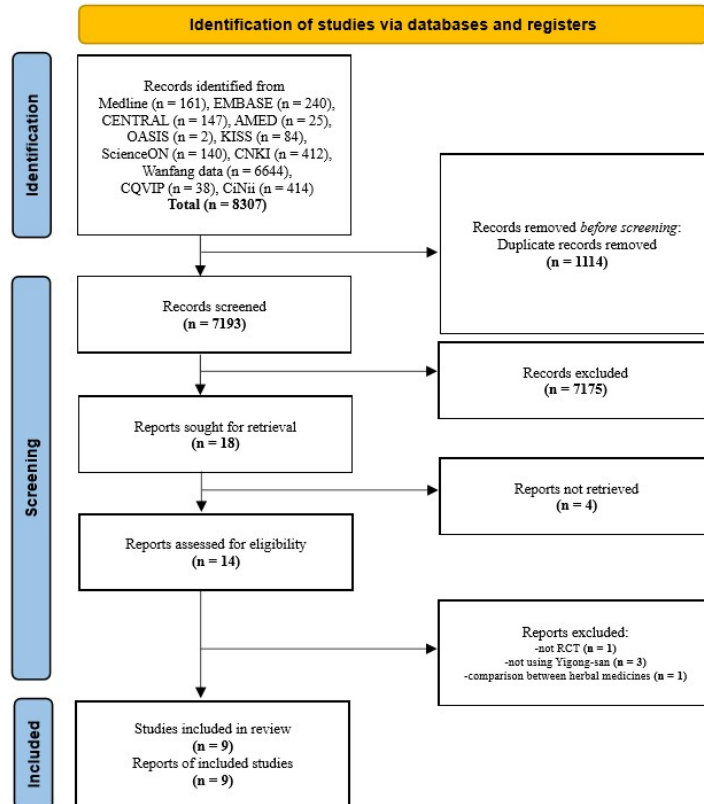 Identification of studies via databases and registers
Identification
Records identified from
Medline (n = 161), EMBASE (n = 240),
CENTRAL (n = 147), AMED (n = 25),
OASIS (n = 2), KISS (n = 84),
ScienceON (n = 140), CNKI (n = 412),
Wanfang data (n = 6644),
CQVIP (n = 38), CiNii (n = 414)
Total (n = 8307)
Records removed before screening:
Duplicate records removed
(n = 1114)
Screening
Records screened
(n = 7193)
Records excluded
(n = 7175)
Reports sought for retrieval
(n = 18)
Reports not retrieved
(n = 4)
Reports assessed for eligibility
(n = 14)
Reports excluded:
-not RCT (n = 1)
-not using Yigong-san (n = 3)
-comparison between herbal medicines (n = 1)
Included
Studies included in review
(n = 9)
Reports of included studies
(n = 9)